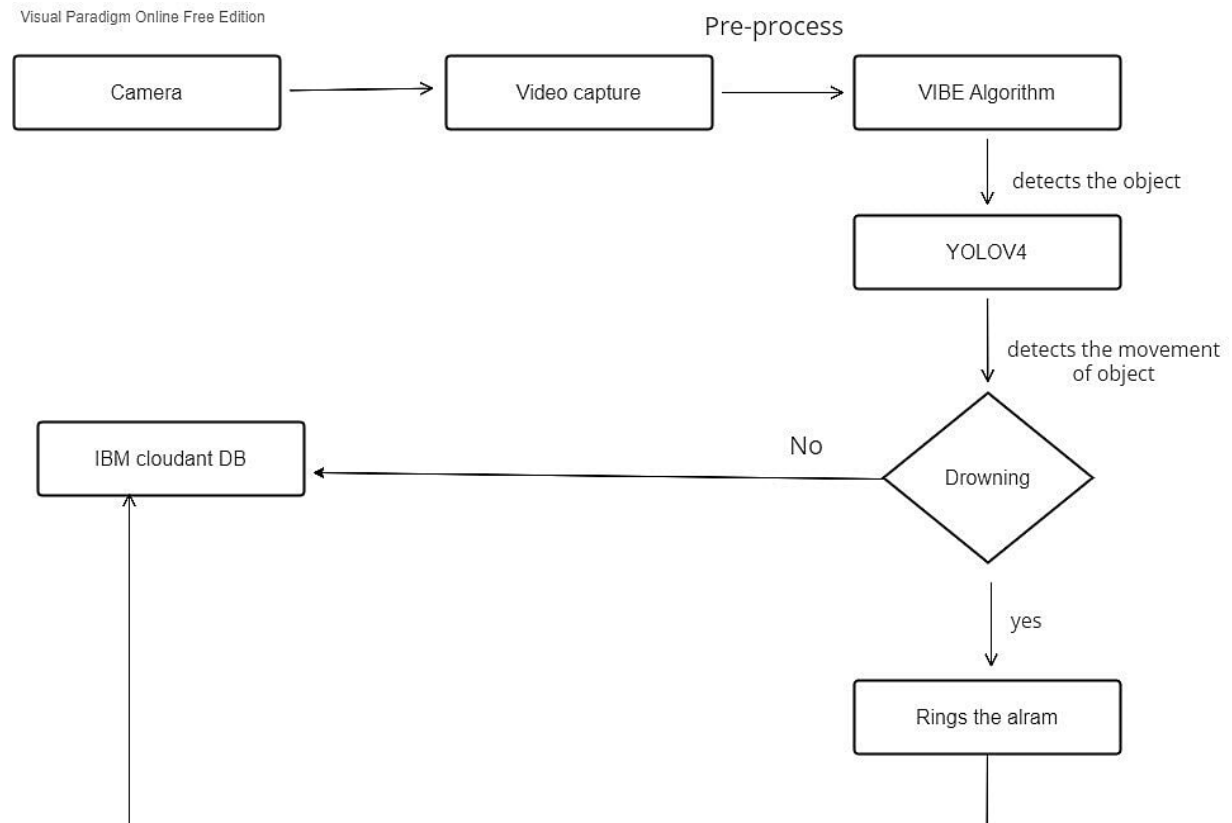 Visual Paradigm Online Free Edition
Pre-process
Camera
Video capture
VIBE Algorithm
detects the object
YOLOV4
detects the movement
of object
IBM cloudant DB
No
Drowning
yes
Rings the alram